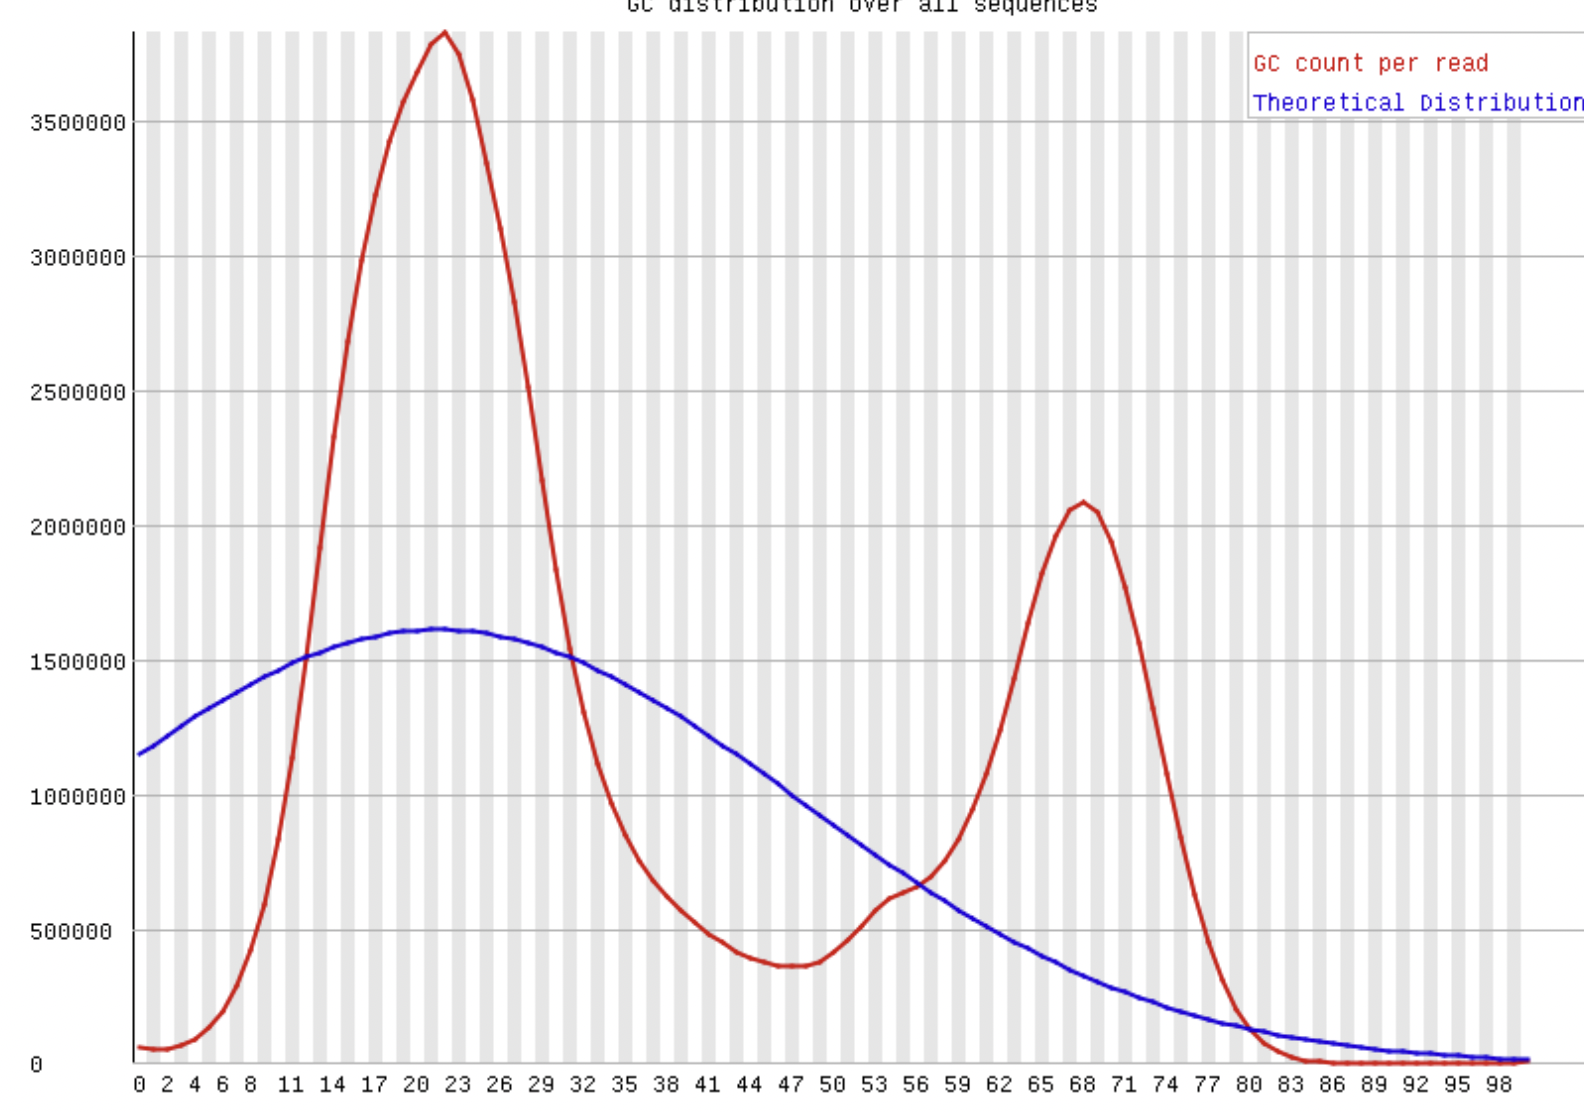 GC distribution over all sequences
GC count per read
Theoretical Distribution
3500000
3000000
2500000
2000000
1500000
1000000
500000
0
0 2 4 6 8 11 14 17 20 23 26 29 32 35 38 41 44 47 50 53 56 59 62 65 68 71 74 77 80 83 86 89 92 95 98